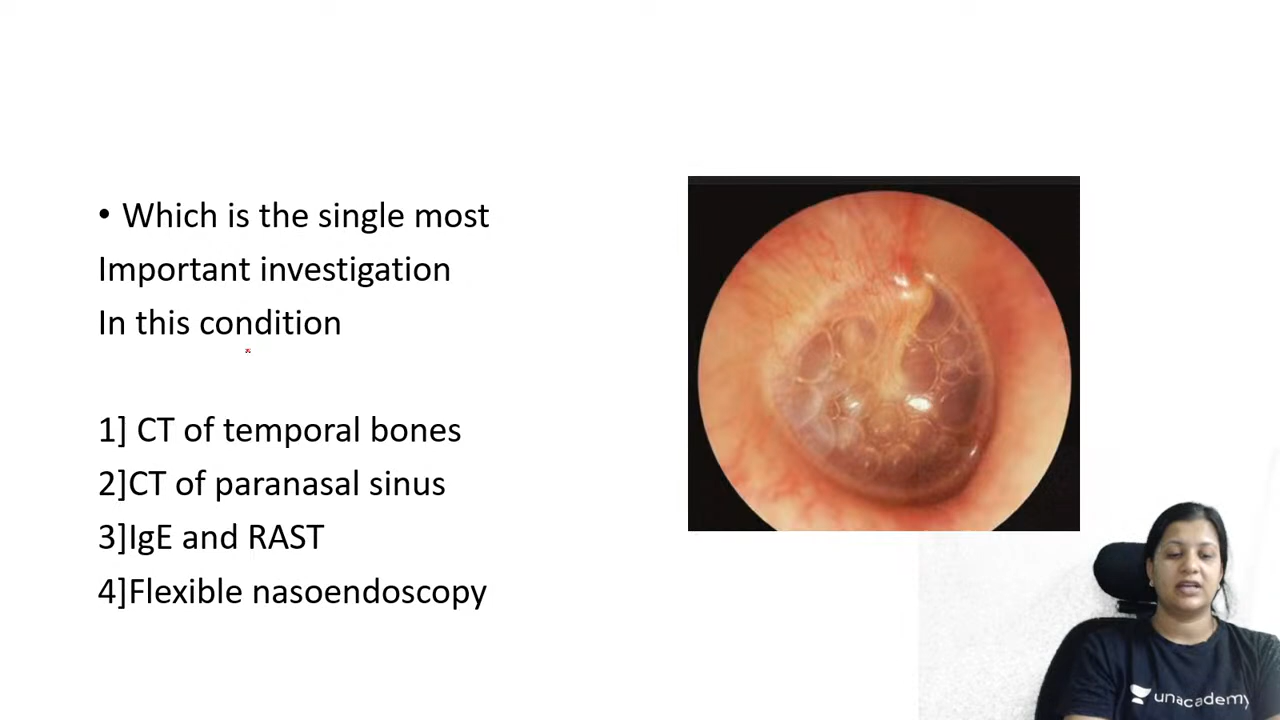 • Which is the single most
Important investigation
In this condition
1] CT of temporal bones
2]CT of paranasal sinus
3]IgE and RAST
4]Flexible nasoendoscopy
unacademy